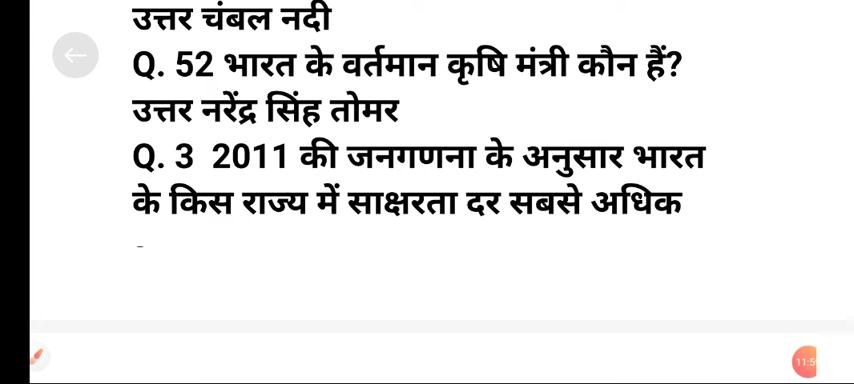 उत्तर चंबल नदी
Q. 52 भारत के वर्तमान कृषि मंत्री कौन हैं?
उत्तर नरेंद्र सिंह तोमर
Q. 3 2011 की जनगणना के अनुसार भारत
के किस राज्य में साक्षरता दर सबसे अधिक